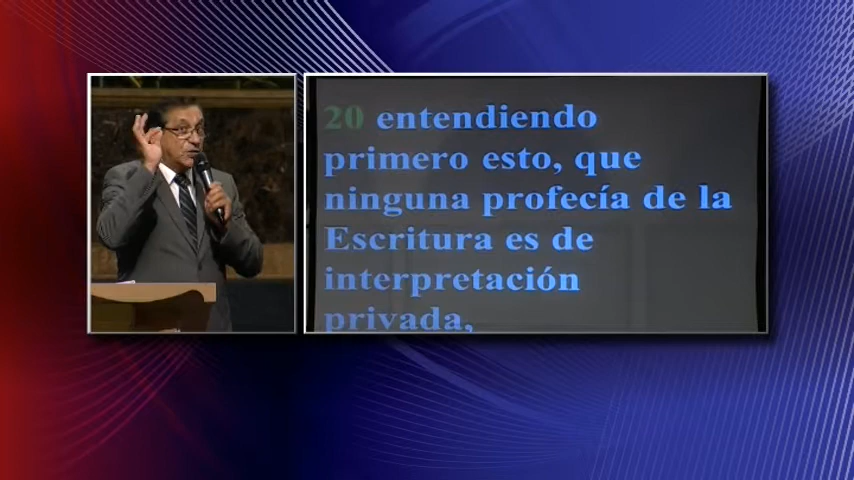 20 entendiendo
primero esto, que
ninguna profecía de la
Escritura es de
interpretación
privada,